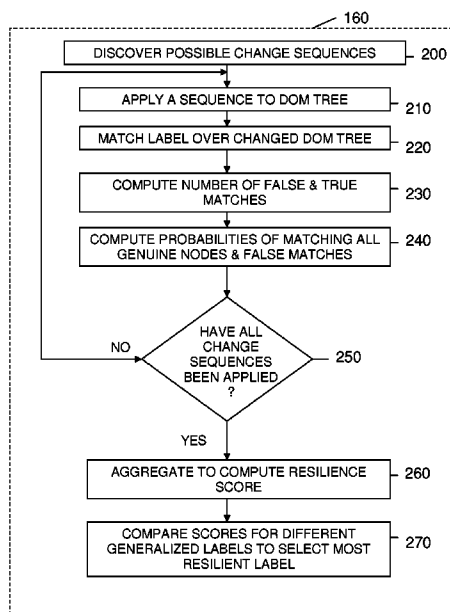 160
DISCOVER POSSIBLE CHANGE SEQUENCES
200
APPLY A SEQUENCE TO DOM TREE
210
MATCH LABEL OVER CHANGED DOM TREE
220
COMPUTE NUMBER OF FALSE & TRUE
MATCHES
230
COMPUTE PROBABILITIES OF MATCHING ALL
GENUINE NODES & FALSE MATCHES
240
HAVE ALL
CHANGE
SEQUENCES
BEEN APPLIED
?
250
NO
YES
AGGREGATE TO COMPUTE RESILIENCE
SCORE
260
COMPARE SCORES FOR DIFFERENT
GENERALIZED LABELS TO SELECT MOST
RESILIENT LABEL
270